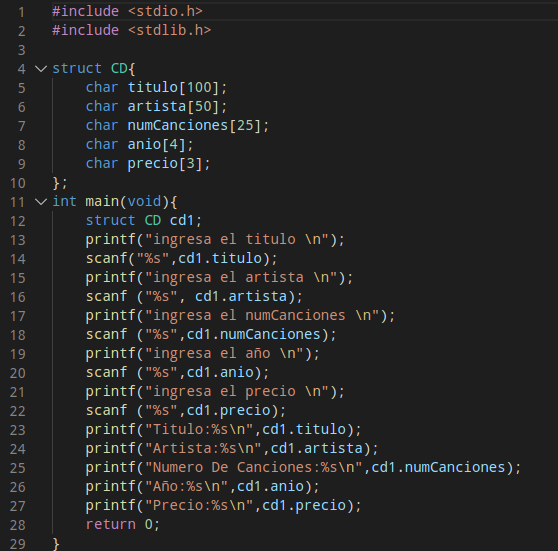 1 #include <stdio.h>
2 #include <stdlib.h>
3
4 struct CD{
5     char titulo[100];
6     char artista[50];
7     char numCanciones[25];
8     char anio[4];
9     char precio[3];
10 };
11 int main(void){
12     struct CD cd1;
13     printf("ingresa el titulo \n");
14     scanf("%s",cd1.titulo);
15     printf("ingresa el artista \n");
16     scanf ("%s", cd1.artista);
17     printf("ingresa el numCanciones \n");
18     scanf ("%s",cd1.numCanciones);
19     printf("ingresa el año \n");
20     scanf ("%s",cd1.anio);
21     printf("ingresa el precio \n");
22     scanf ("%s",cd1.precio);
23     printf("Titulo:%s\n",cd1.titulo);
24     printf("Artista:%s\n",cd1.artista);
25     printf("Numero De Canciones:%s\n",cd1.numCanciones);
26     printf("Año:%s\n",cd1.anio);
27     printf("Precio:%s\n",cd1.precio);
28     return 0;
29 }